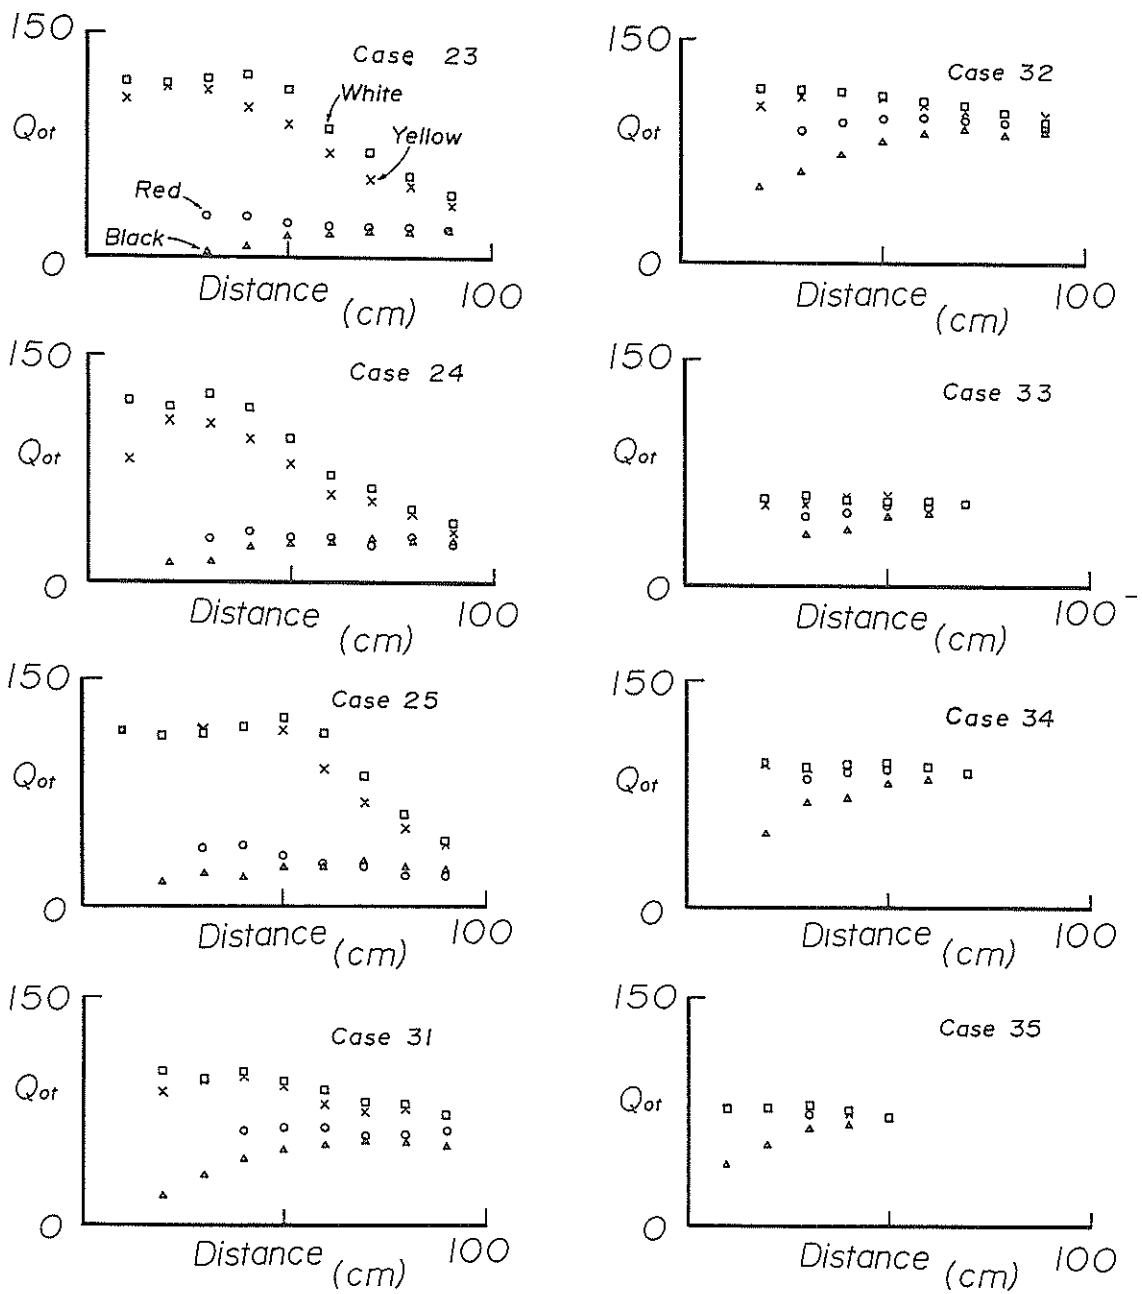 150
Case 23
White
Qot
Yellow
Red
Black
0
Distance (cm)
100
150
Case 32
Qot
0
Distance (cm)
100
150
Case 24
Qot
0
Distance (cm)
100
150
Case 33
Qot
0
Distance (cm)
100
150
Case 25
Qot
0
Distance (cm)
100
150
Case 34
Qot
0
Distance (cm)
100
150
Case 31
Qot
0
Distance (cm)
100
150
Case 35
Qot
0
Distance (cm)
100